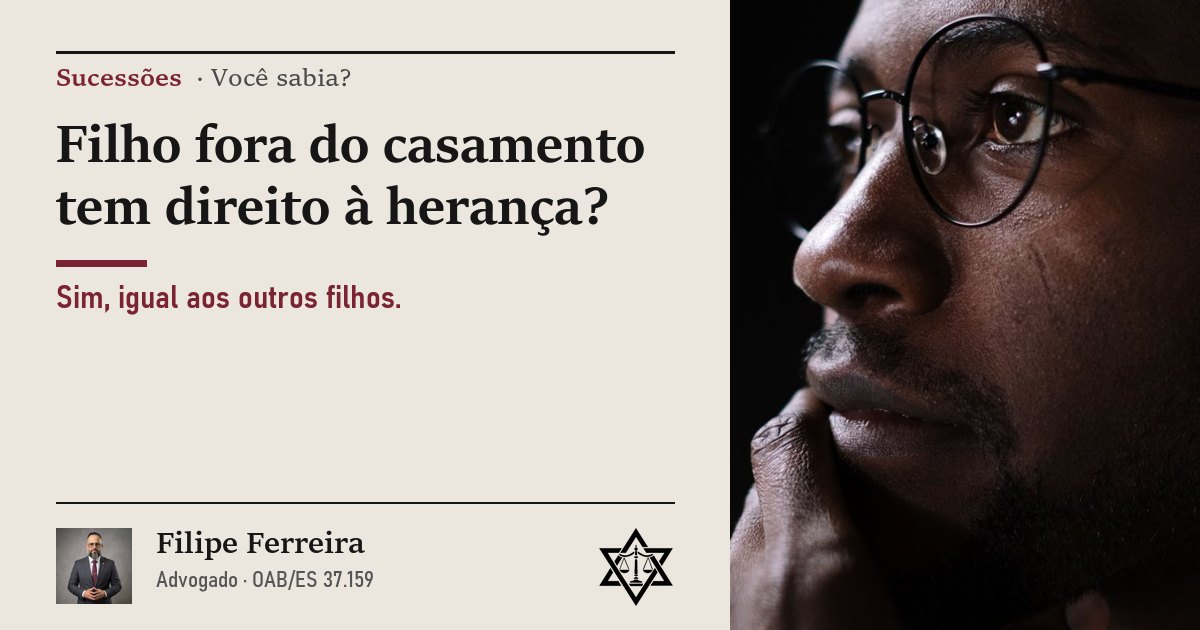 Sucessões · Você sabia?
Filho fora do casamento
tem direito à herança?
Sim, igual aos outros filhos.
Filipe Ferreira
Advogado · OAB/ES 37.159